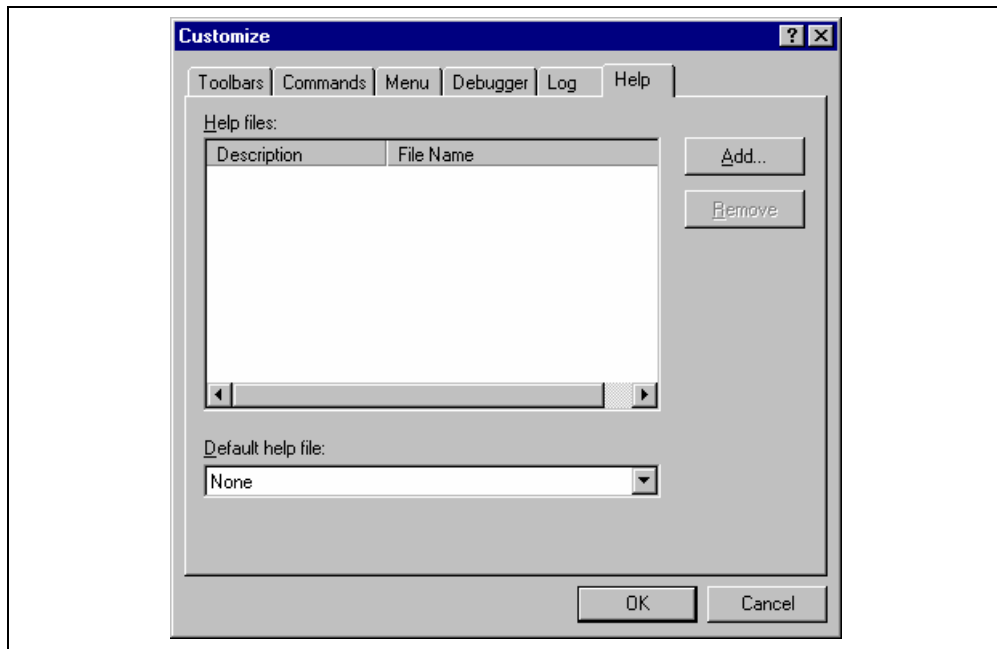 Customize
Toolbars Commands Menu Debugger Log Help
Help files:
Description File Name
Add...
Remove
Default help file:
None
OK Cancel